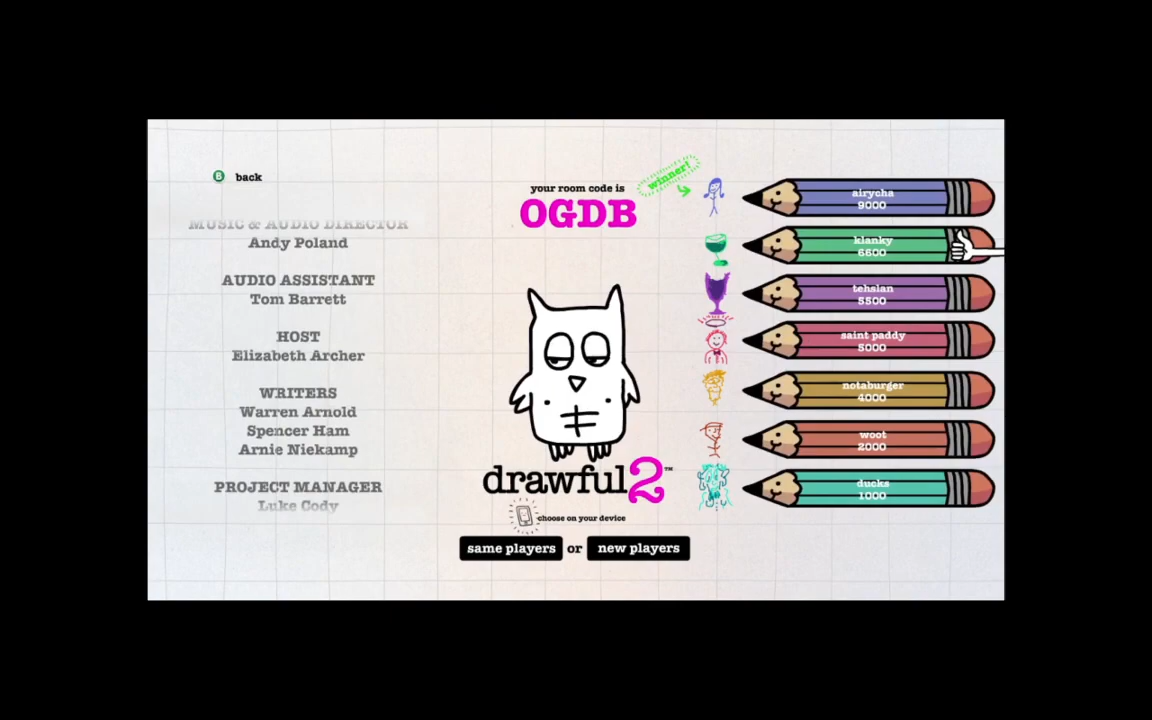 B back
MUSIC & AUDIO DIRECTOR
Andy Poland
AUDIO ASSISTANT
Tom Barrett
HOST
Elizabeth Archer
WRITERS
Warren Arnold
Spencer Ham
Arnie Niekamp
PROJECT MANAGER
Luke Cody
your room code is
OGDB
drawful 2™
choose on your device
same players or new players
winner!
airycha
9000
klanky
6600
tehslan
5500
saint paddy
5000
notaburger
4000
woot
2000
ducks
1000